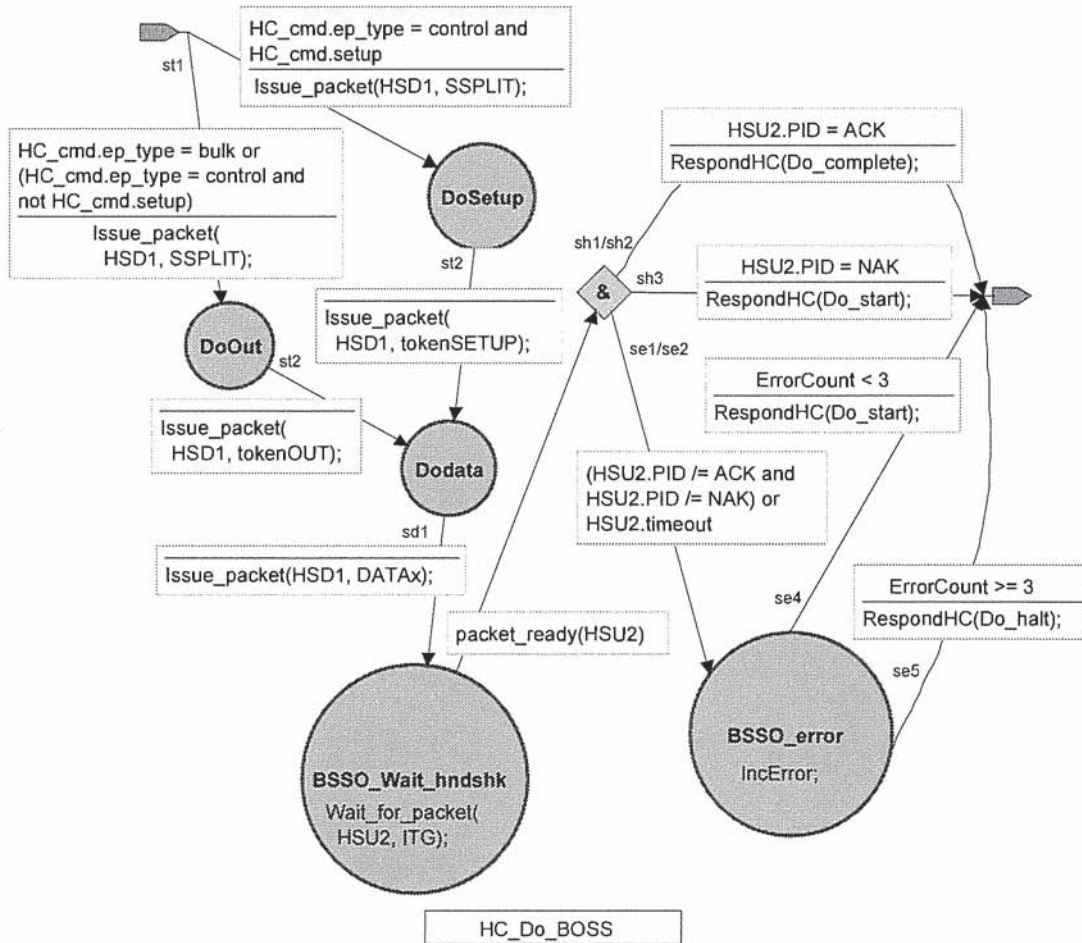 HC_cmd.ep_type = control and
HC_cmd.setup
Issue_packet(HSD1, SSPLIT);
st1
HC_cmd.ep_type = bulk or
(HC_cmd.ep_type = control and
not HC_cmd.setup)
Issue_packet(
HSD1, SSPLIT);
DoSetup
st2
Issue_packet(
HSD1, tokenSETUP);
DoOut
st2
Issue_packet(
HSD1, tokenOUT);
Dodata
sd1
Issue_packet(HSD1, DATAx);
BSSO_Wait_hndshk
Wait_for_packet(
HSU2, ITG);
packet_ready(HSU2)
&
sh1/sh2
HSU2.PID = ACK
RespondHC(Do_complete);
sh3
HSU2.PID = NAK
RespondHC(Do_start);
se1/se2
(HSU2.PID /= ACK and
HSU2.PID /= NAK) or
HSU2.timeout
ErrorCount < 3
RespondHC(Do_start);
se4
ErrorCount >= 3
RespondHC(Do_halt);
se5
BSSO_error
IncError;
HC_Do_BOSS